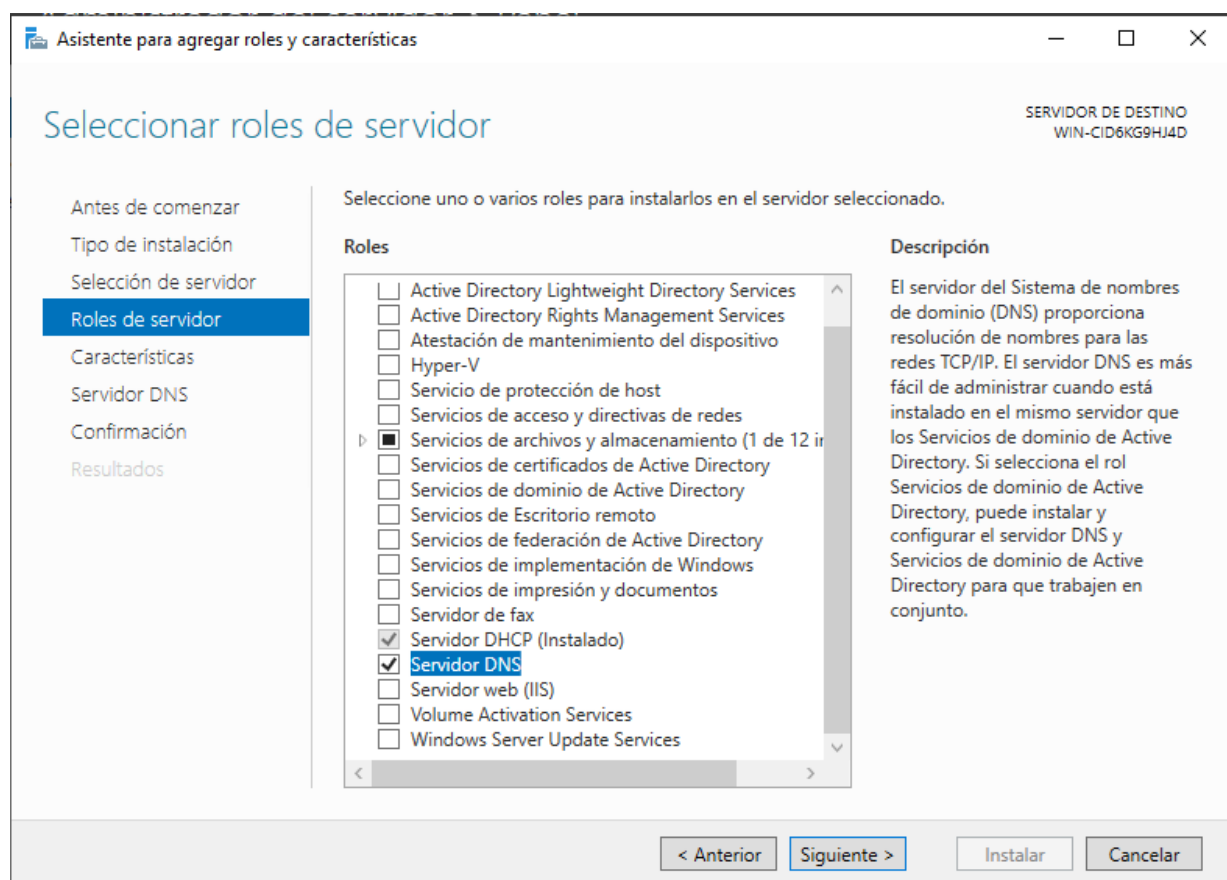 Asistente para agregar roles y características
Seleccionar roles de servidor
SERVIDOR DE DESTINO
WIN-CID6KG9HJ4D
Antes de comenzar
Tipo de instalación
Selección de servidor
Roles de servidor
Características
Servidor DNS
Confirmación
Resultados
Seleccione uno o varios roles para instalarlos en el servidor seleccionado.
Roles
Active Directory Lightweight Directory Services
Active Directory Rights Management Services
Atestación de mantenimiento del dispositivo
Hyper-V
Servicio de protección de host
Servicios de acceso y directivas de redes
Servicios de archivos y almacenamiento (1 de 12 ir
Servicios de certificados de Active Directory
Servicios de dominio de Active Directory
Servicios de Escritorio remoto
Servicios de federación de Active Directory
Servicios de implementación de Windows
Servicios de impresión y documentos
Servidor de fax
Servidor DHCP (Instalado)
Servidor DNS
Servidor web (IIS)
Volume Activation Services
Windows Server Update Services
Descripción
El servidor del Sistema de nombres
de dominio (DNS) proporciona
resolución de nombres para las
redes TCP/IP. El servidor DNS es más
fácil de administrar cuando está
instalado en el mismo servidor que
los Servicios de dominio de Active
Directory. Si selecciona el rol
Servicios de dominio de Active
Directory, puede instalar y
configurar el servidor DNS y
Servicios de dominio de Active
Directory para que trabajen en
conjunto.
< Anterior
Siguiente >
Instalar
Cancelar